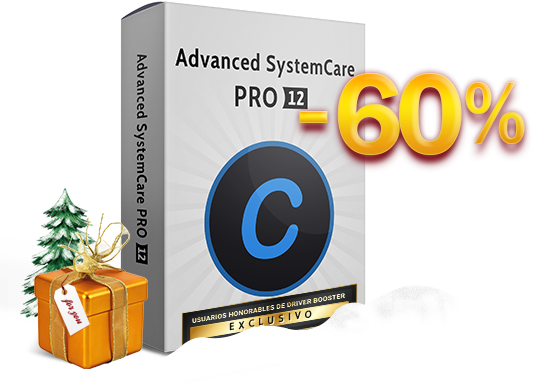 Advanced SystemCare
PRO 12
-60%
Advanced SystemCare PRO 12
C
for you
USUARIOS HONORABLES DE DRIVER BOOSTER
EXCLUSIVO